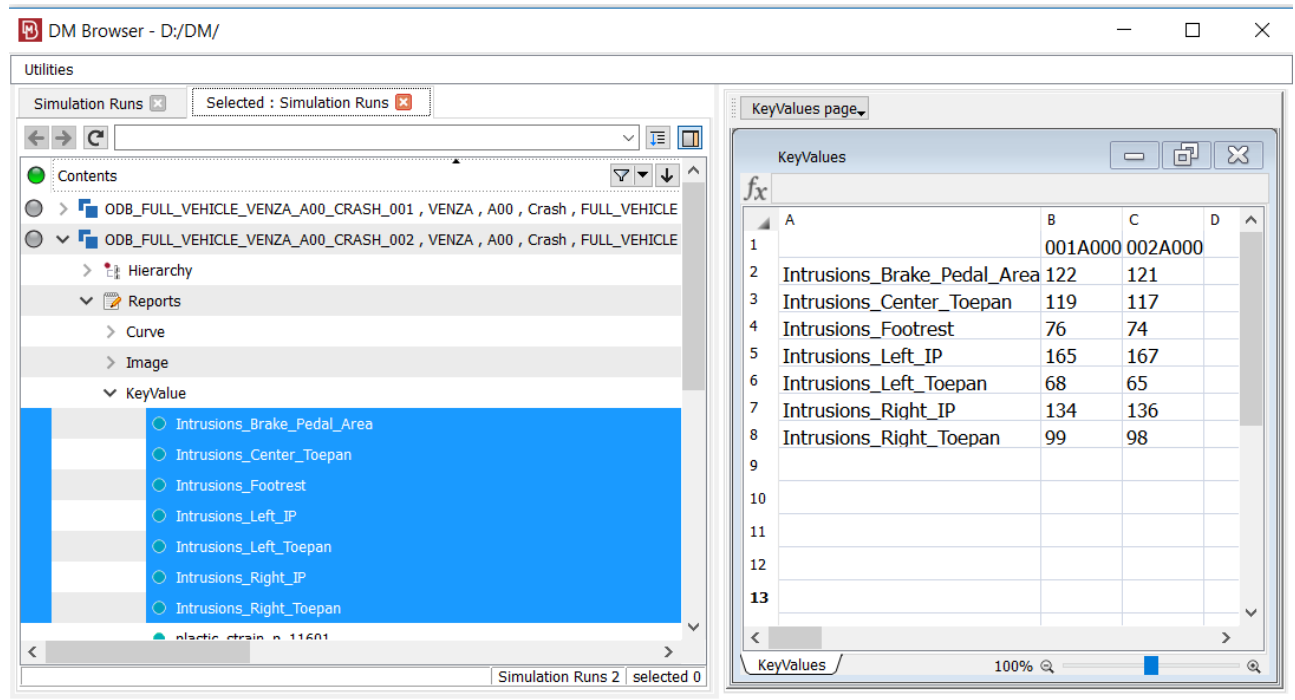 DM Browser - D:/DM/
Utilities
Simulation Runs
Selected : Simulation Runs
Contents
ODB_FULL_VEHICLE_VENZA_A00_CRASH_001 , VENZA , A00 , Crash , FULL_VEHICLE
ODB_FULL_VEHICLE_VENZA_A00_CRASH_002 , VENZA , A00 , Crash , FULL_VEHICLE
Hierarchy
Reports
Curve
Image
KeyValue
Intrusions_Brake_Pedal_Area
Intrusions_Center_Toepan
Intrusions_Footrest
Intrusions_Left_IP
Intrusions_Left_Toepan
Intrusions_Right_IP
Intrusions_Right_Toepan
plastic_strain_p_11601
Simulation Runs 2 selected 0
KeyValues page
KeyValues
fx
A B C D
1 001A000 002A000
2 Intrusions_Brake_Pedal_Area 122 121
3 Intrusions_Center_Toepan 119 117
4 Intrusions_Footrest 76 74
5 Intrusions_Left_IP 165 167
6 Intrusions_Left_Toepan 68 65
7 Intrusions_Right_IP 134 136
8 Intrusions_Right_Toepan 99 98
9
10
11
12
13
KeyValues 100%